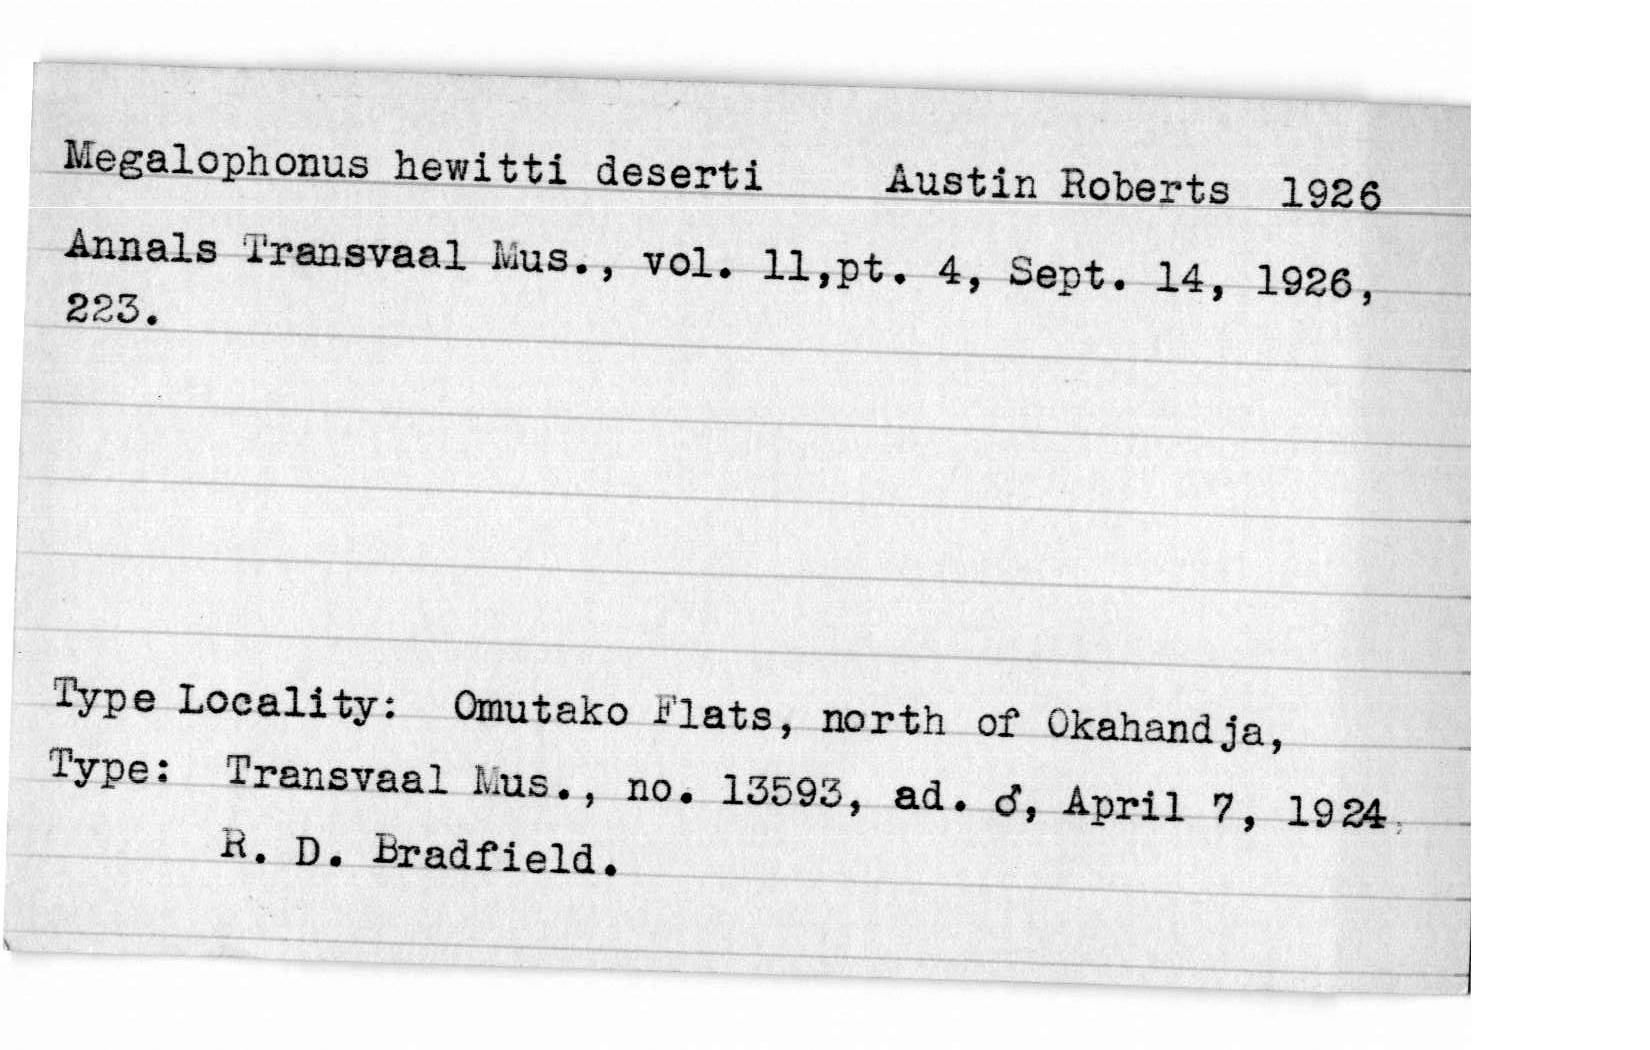 Megalophonus hewitti deserti Austin Roberts 1926
Annals Transvaal Mus., vol. 11,pt. 4, Sept. 14, 1926,
223.
Type Locality: Omutako Flats, north of Okahandja,
Type: Transvaal Mus., no. 13593, ad. ♂, April 7, 1924,
R. D. Bradfield.